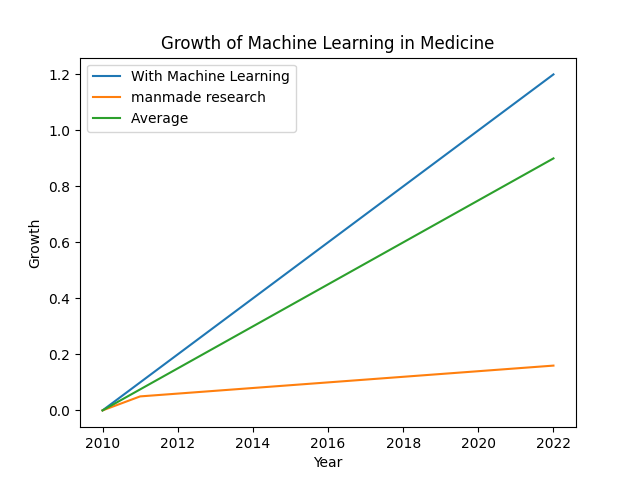 Growth of Machine Learning in Medicine
With Machine Learning
manmade research
Average
1.2
1.0
0.8
0.6
0.4
0.2
0.0
Growth
2010 2012 2014 2016 2018 2020 2022
Year